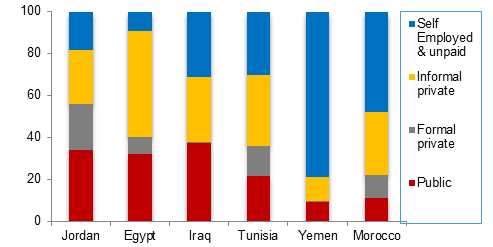 100
80
60
40
20
0
Jordan Egypt Iraq Tunisia Yemen Morocco
Self
Employed
& unpaid
Informal
private
Formal
private
Public